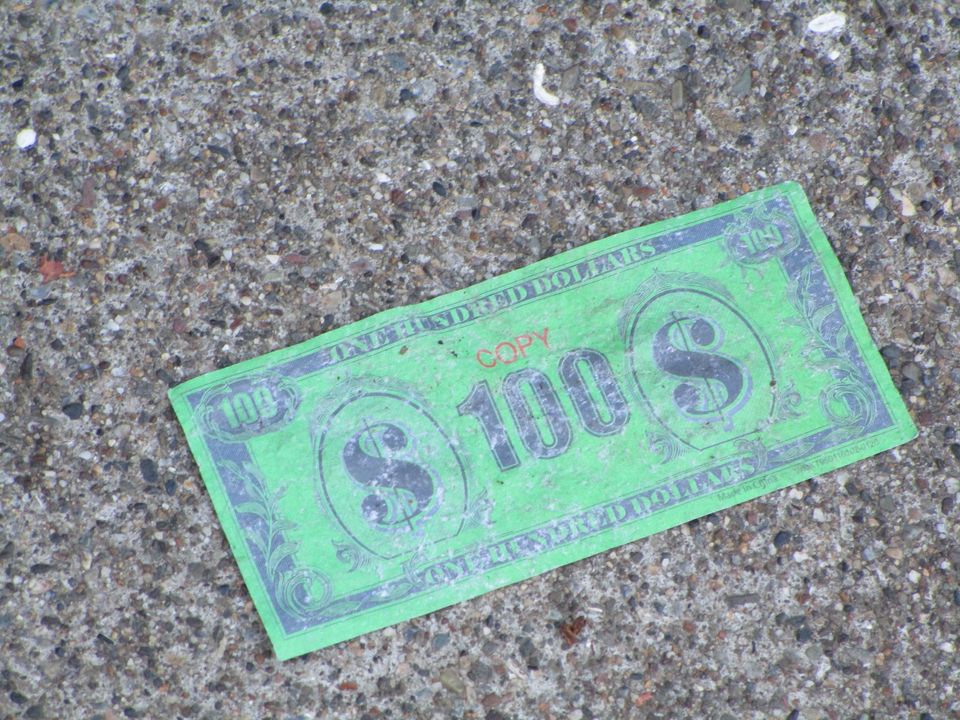 ONE HUNDRED DOLLARS
100
100
COPY
$ 100 $
ONE HUNDRED DOLLARS
Made in China